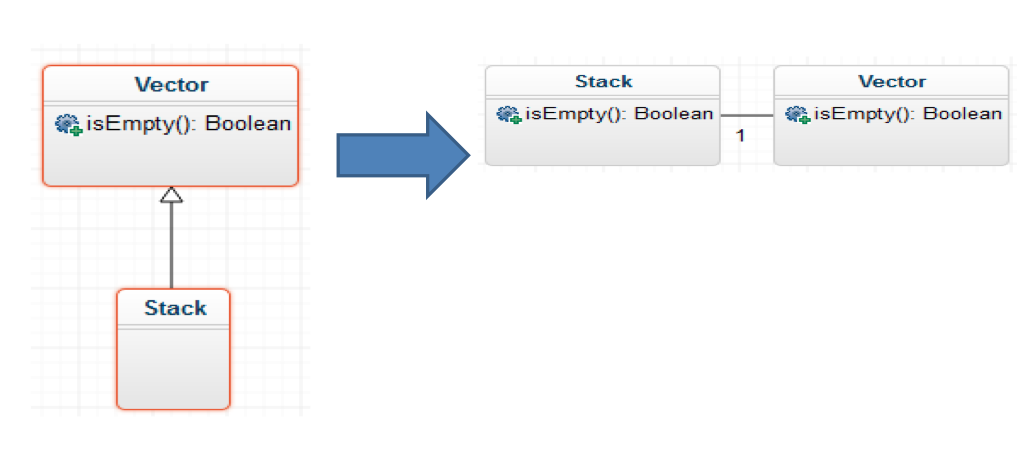 Vector
isEmpty(): Boolean
Stack
Stack
isEmpty(): Boolean
1
Vector
isEmpty(): Boolean